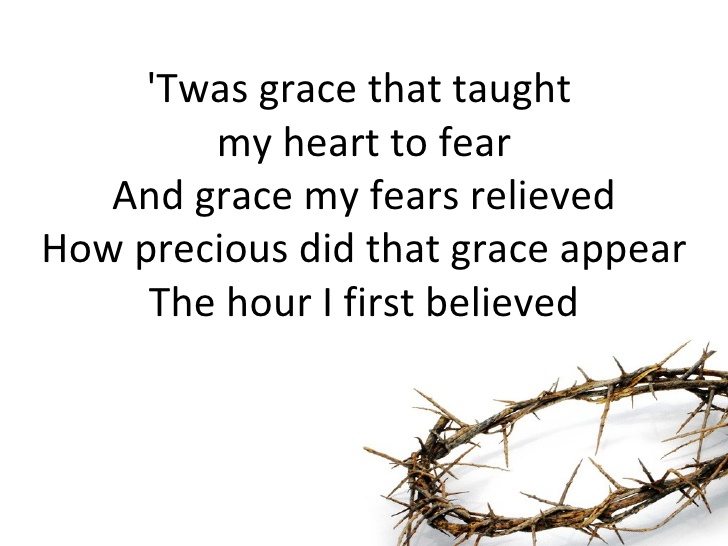 'Twas grace that taught
my heart to fear
And grace my fears relieved
How precious did that grace appear
The hour I first believed